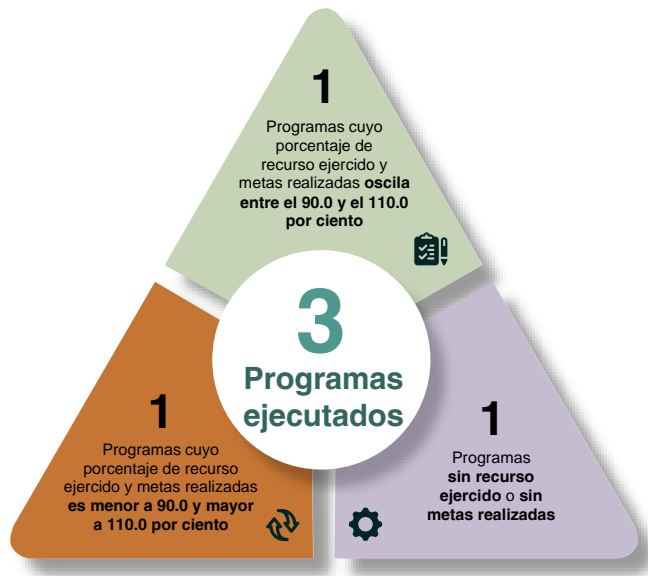 1
Programas cuyo
porcentaje de
recurso ejercido y
metas realizadas oscila
entre el 90.0 y el 110.0
por ciento
3
Programas
ejecutados
1
Programas cuyo
porcentaje de recurso
ejercido y metas realizadas
es menor a 90.0 y mayor
a 110.0 por ciento
1
Programas
sin recurso
ejercido o sin
metas realizadas